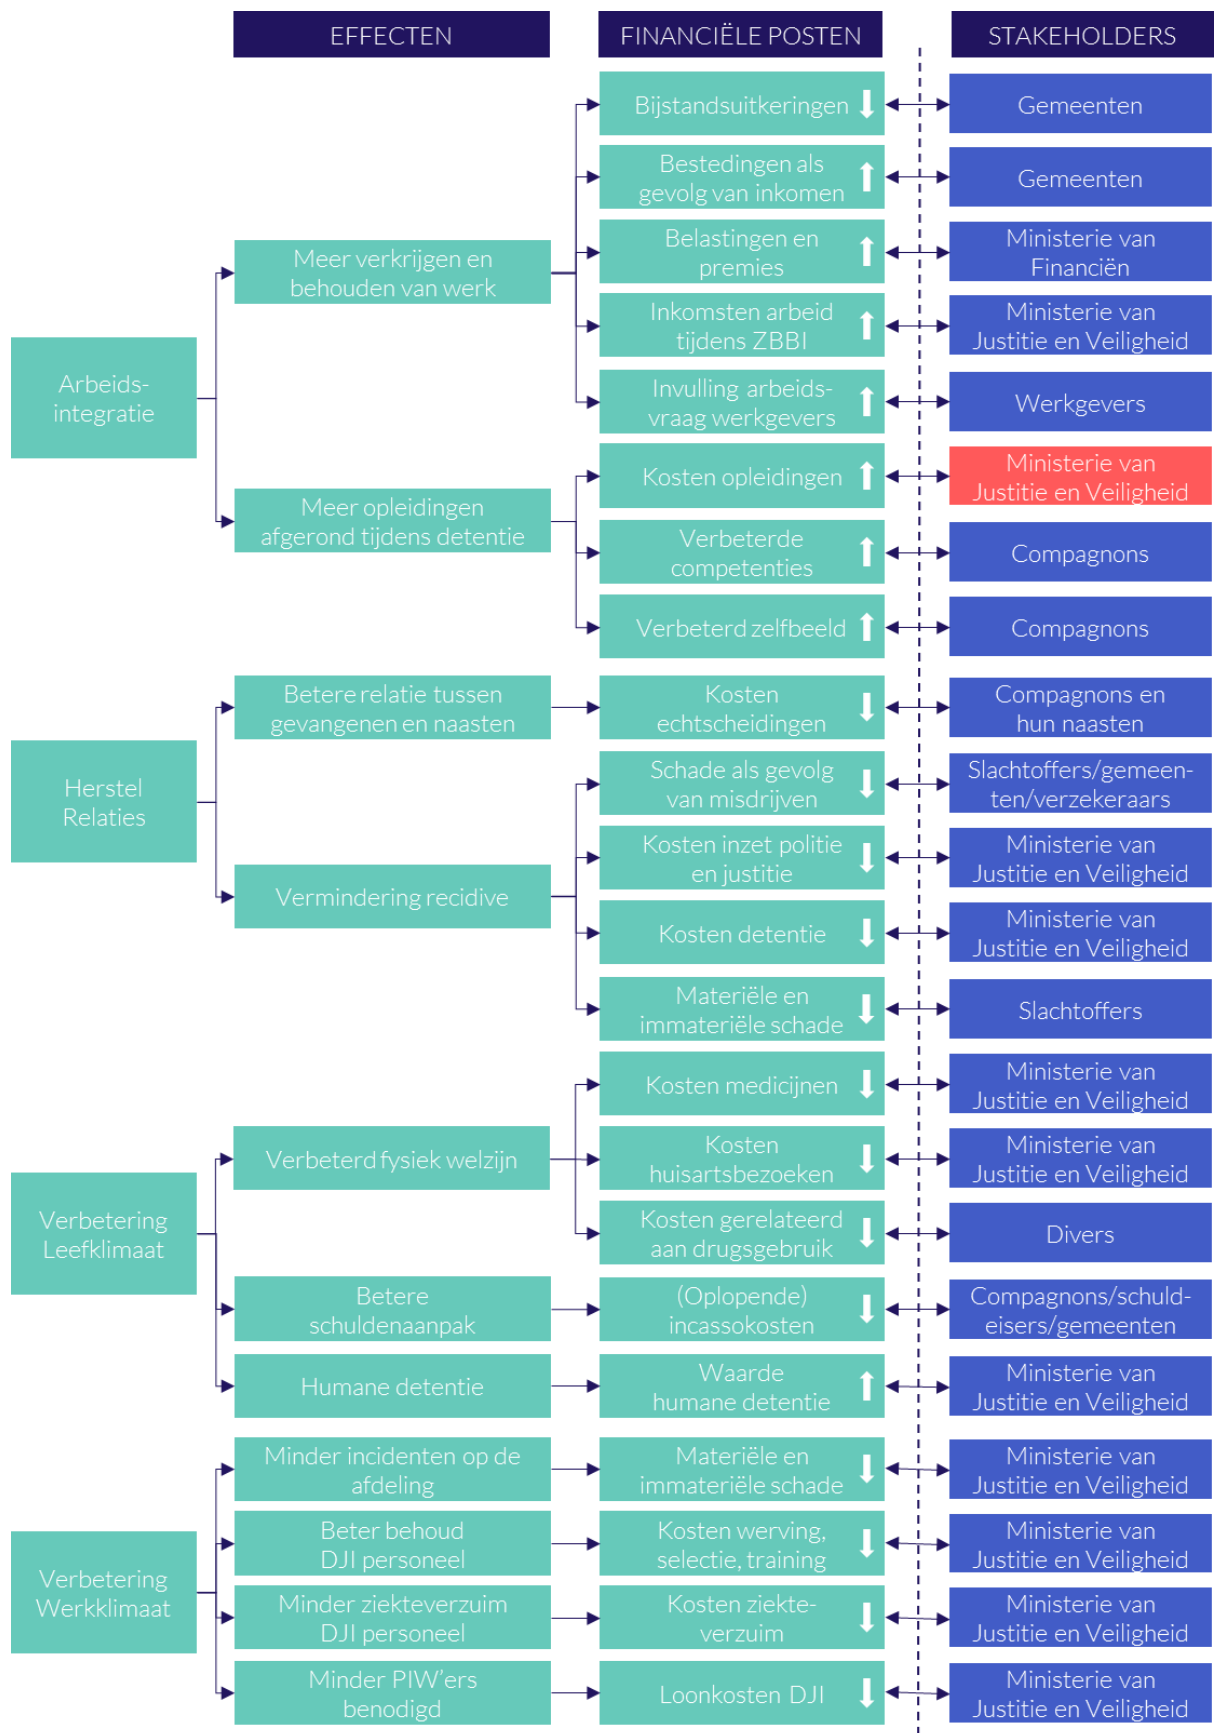 EFFECTEN
FINANCIËLE POSTEN
STAKEHOLDERS
Arbeids-
integratie
Meer verkrijgen en
behouden van werk
Bijstandsuitkeringen
Gemeenten
Bestedingen als
gevolg van inkomen
Gemeenten
Belastingen en
premies
Ministerie van
Financiën
Inkomsten arbeid
tijdens ZBBI
Ministerie van
Justitie en Veiligheid
Invulling arbeids-
vraag werkgevers
Werkgevers
Meer opleidingen
afgerond tijdens detentie
Kosten opleidingen
Ministerie van
Justitie en Veiligheid
Verbeterde
competenties
Compagnons
Verbeterd zelfbeeld
Compagnons
Herstel
Relaties
Betere relatie tussen
gevangenen en naasten
Kosten
echtscheidingen
Compagnons en
hun naasten
Vermindering recidive
Schade als gevolg
van misdrijven
Slachtoffers/gemeen-
ten/verzekeraars
Kosten inzet politie
en justitie
Ministerie van
Justitie en Veiligheid
Kosten detentie
Ministerie van
Justitie en Veiligheid
Materiële en
immateriële schade
Slachtoffers
Verbetering
Leefklimaat
Verbeterd fysiek welzijn
Kosten medicijnen
Ministerie van
Justitie en Veiligheid
Kosten
huisartsbezoeken
Ministerie van
Justitie en Veiligheid
Kosten gerelateerd
aan drugsgebruik
Divers
Betere
schuldenaanpak
(Oplopende)
incassokosten
Compagnons/schuld-
eisers/gemeenten
Humane detentie
Waarde
humane detentie
Ministerie van
Justitie en Veiligheid
Verbetering
Werkklimaat
Minder incidenten op de
afdeling
Materiële en
immateriële schade
Ministerie van
Justitie en Veiligheid
Beter behoud
DJI personeel
Kosten werving,
selectie, training
Ministerie van
Justitie en Veiligheid
Minder ziekteverzuim
DJI personeel
Kosten ziekte-
verzuim
Ministerie van
Justitie en Veiligheid
Minder PIW'ers
benodigd
Loonkosten DJI
Ministerie van
Justitie en Veiligheid